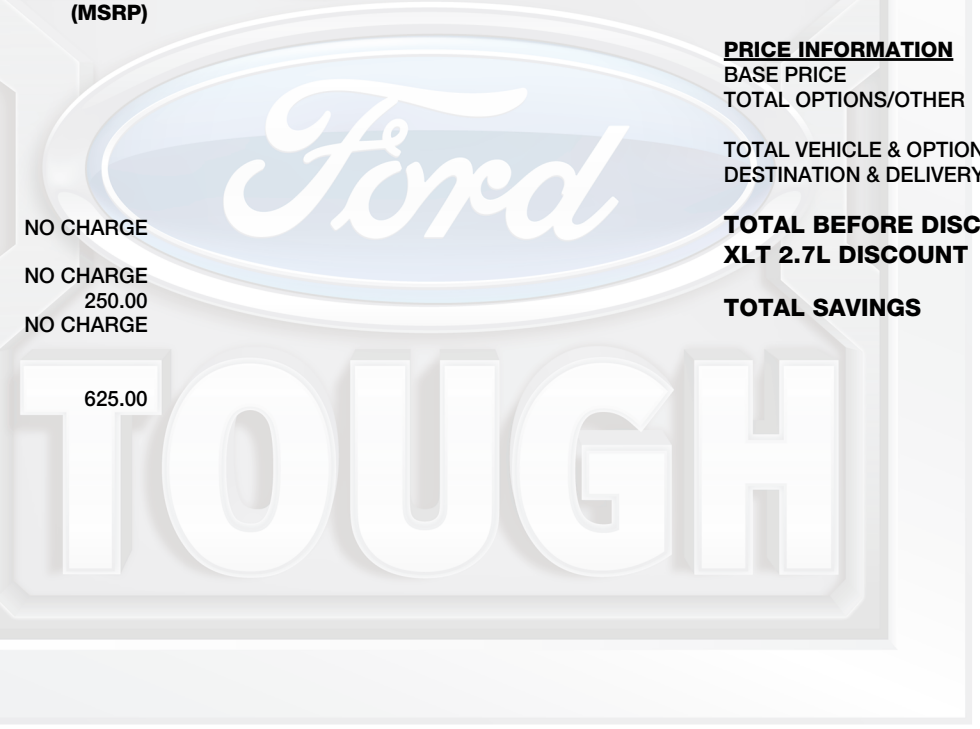 (MSRP)
NO CHARGE
NO CHARGE
250.00
NO CHARGE
625.00
PRICE INFORMATION
BASE PRICE
TOTAL OPTIONS/OTHER
TOTAL VEHICLE & OPTION
DESTINATION & DELIVERY
TOTAL BEFORE DISC
XLT 2.7L DISCOUNT
TOTAL SAVINGS
Ford
TOUGH